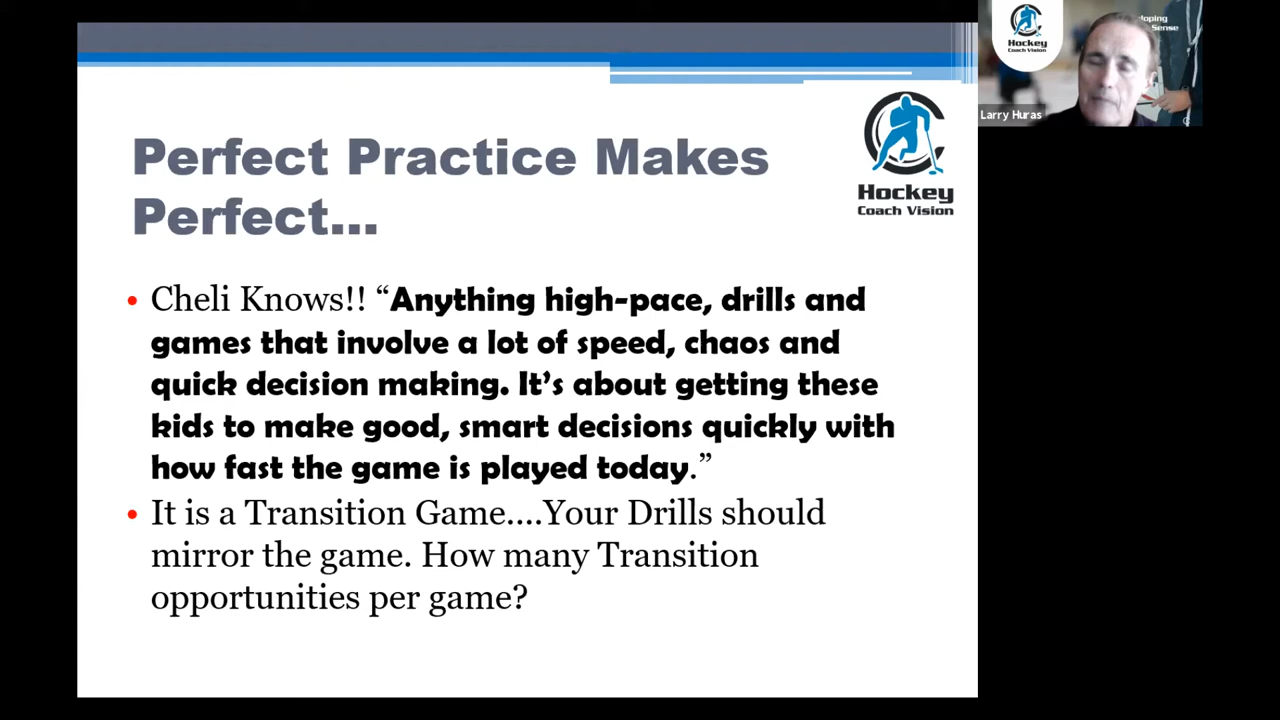 Perfect Practice Makes
Perfect...
Hockey
Coach Vision
• Cheli Knows!! “Anything high-pace, drills and
games that involve a lot of speed, chaos and
quick decision making. It’s about getting these
kids to make good, smart decisions quickly with
how fast the game is played today.”
• It is a Transition Game....Your Drills should
mirror the game. How many Transition
opportunities per game?
Hockey
Coach Vision
loping
Sense
Larry Huras